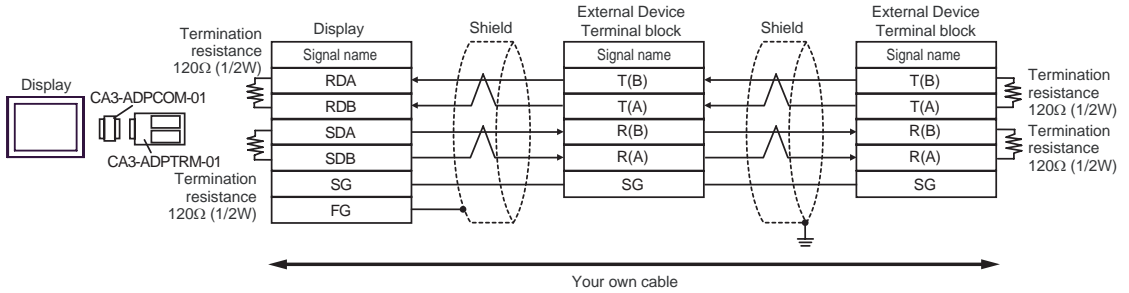 Display
CA3-ADPCOM-01
CA3-ADPTRM-01
Termination
resistance
120Ω (1/2W)
Termination
resistance
120Ω (1/2W)
Display
Signal name
RDA
RDB
SDA
SDB
SG
FG
Shield
External Device
Terminal block
Signal name
T(B)
T(A)
R(B)
R(A)
SG
Shield
External Device
Terminal block
Signal name
T(B)
T(A)
R(B)
R(A)
SG
Termination
resistance
120Ω (1/2W)
Termination
resistance
120Ω (1/2W)
Your own cable